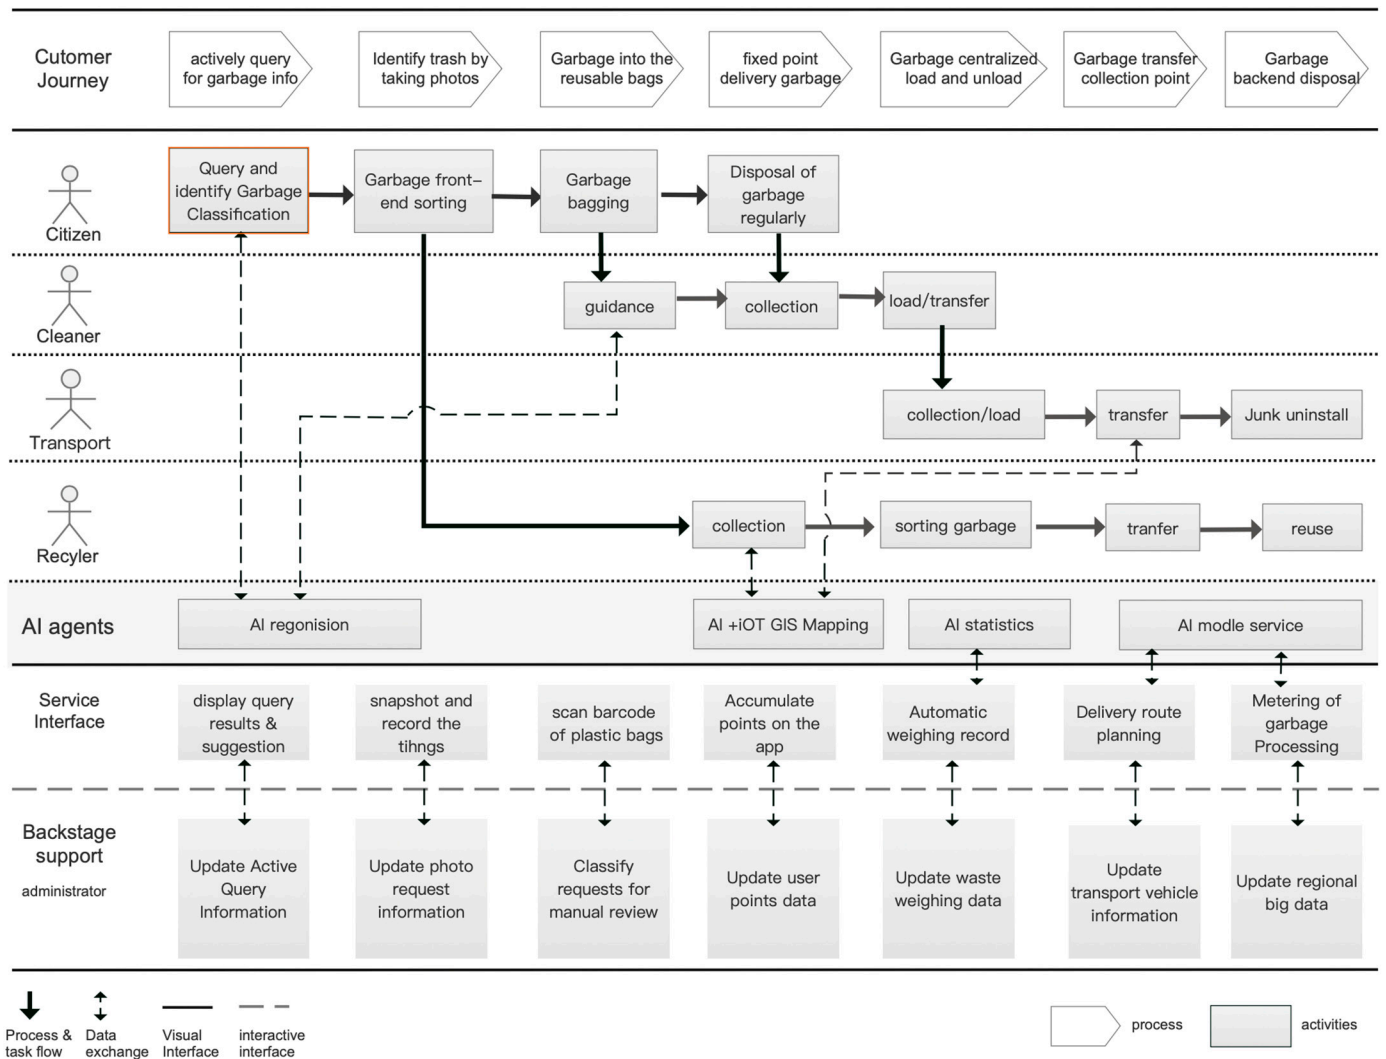 Cutomer
Journey
actively query
for garbage info
Identify trash by
taking photos
Garbage into the
reusable bags
fixed point
delivery garbage
Garbage centralized
load and unload
Garbage transfer
collection point
Garbage
backend disposal
Citizen
Query and
identify Garbage
Classification
Garbage front-
end sorting
Garbage
bagging
Disposal of
garbage
regularly
Cleaner
guidance
collection
load/transfer
Transport
collection/load
transfer
Junk uninstall
Recyler
collection
sorting garbage
tranfer
reuse
AI agents
AI regonision
AI +iOT GIS Mapping
AI statistics
AI modle service
Service
Interface
display query
results &
suggestion
snapshot and
record the
tihngs
scan barcode
of plastic bags
Accumulate
points on the
app
Automatic
weighing record
Delivery route
planning
Metering of
garbage
Processing
Backstage
support
administrator
Update Active
Query
Information
Update photo
request
information
Classify
requests for
manual review
Update user
points data
Update waste
weighing data
Update
transport vehicle
information
Update regional
big data
Process &
task flow
Data
exchange
Visual
Interface
interactive
interface
process
activities